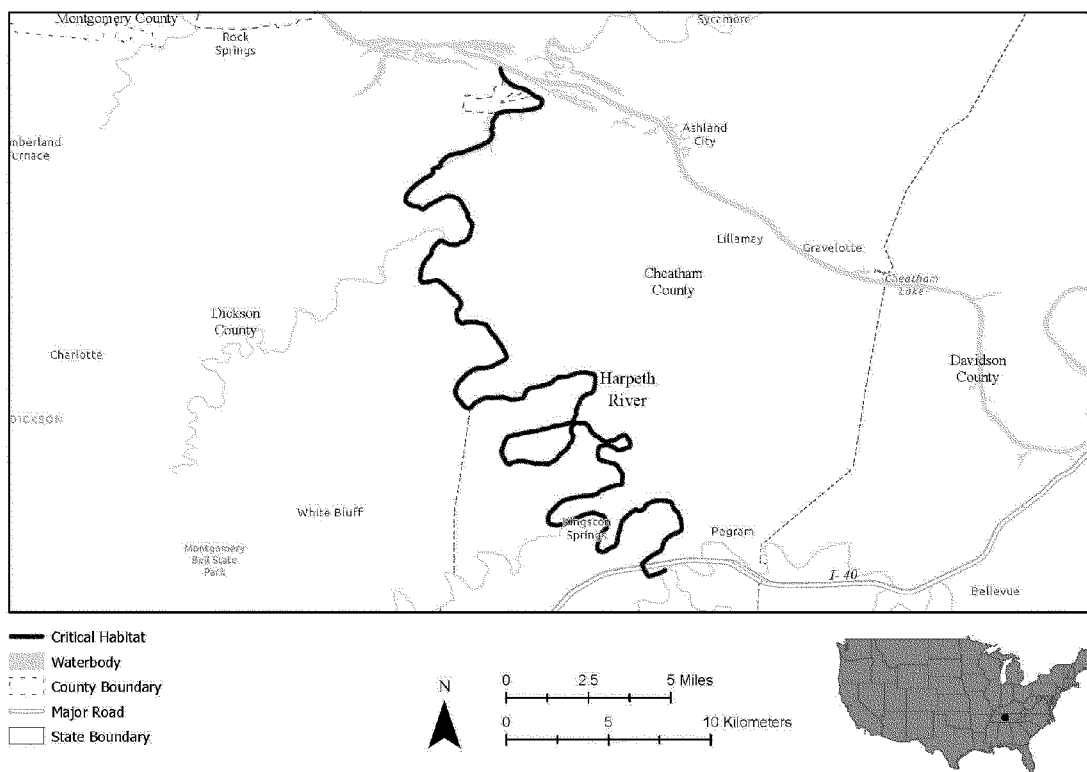 Montgomery County
Rock
Springs
Sycamore
mberland
urnace
Ashland
City
Lillamay
Gravelotte
Cheatham
Lake
Cheatham
County
Dickson
County
Charlotte
Davidson
County
Harpeth
River
DICKSON
White Bluff
Kingston
Springs
Pegram
Montgomery
Bell State
Park
I-40
Bellevue
Critical Habitat
Waterbody
County Boundary
Major Road
State Boundary
N
0 2.5 5 Miles
0 5 10 Kilometers